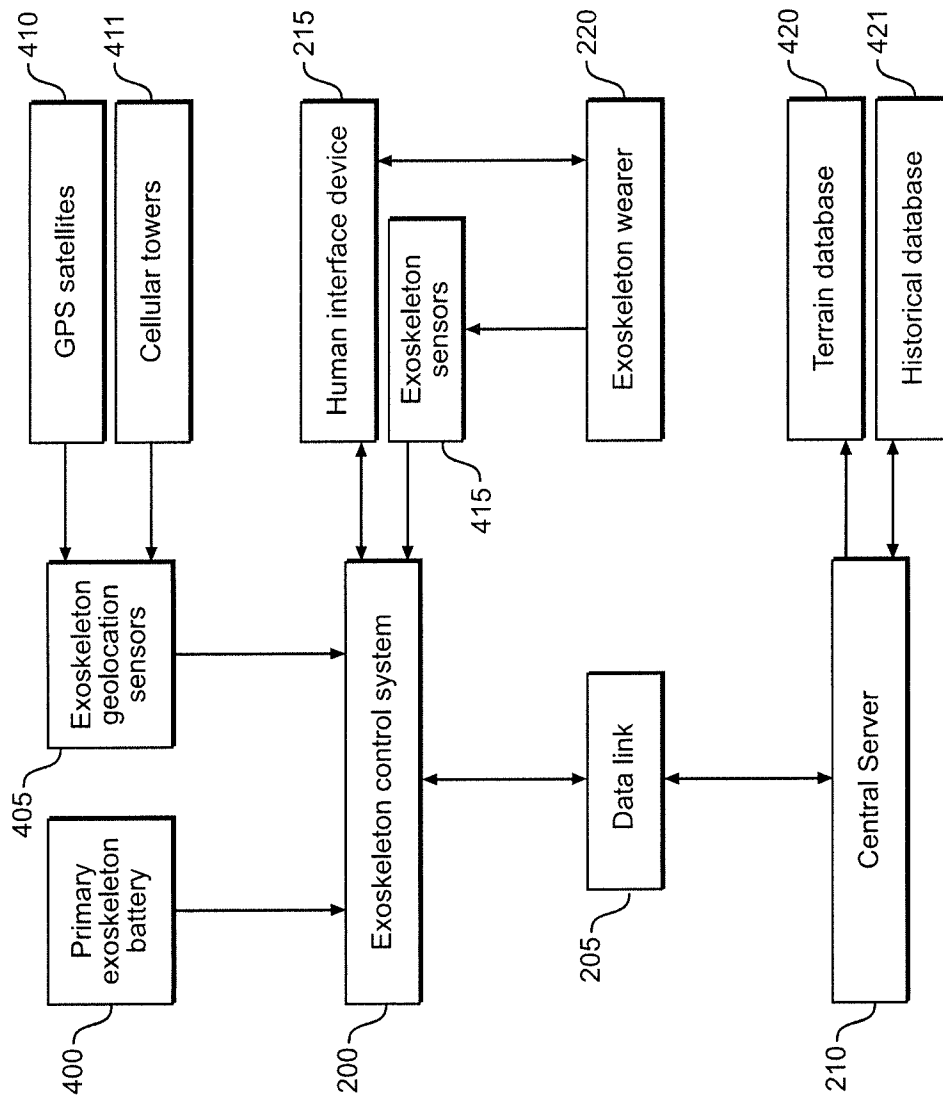 400
Primary
exoskeleton
battery
405
Exoskeleton
geolocation
sensors
GPS satellites
410
Cellular towers
411
200
Exoskeleton control system
Human interface device
215
Exoskeleton
sensors
415
205
Data link
Exoskeleton wearer
220
210
Central Server
Terrain database
420
Historical database
421